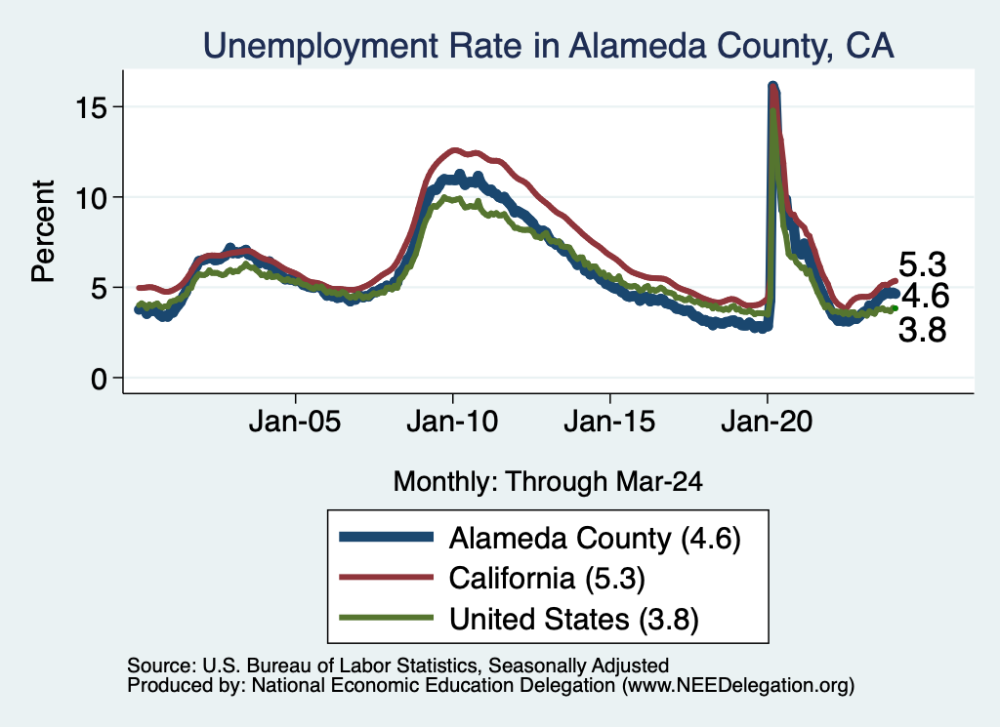 Unemployment Rate in Alameda County, CA
Percent
15
10
5
0
5.3
4.6
3.8
Jan-05 Jan-10 Jan-15 Jan-20
Monthly: Through Mar-24
Alameda County (4.6)
California (5.3)
United States (3.8)
Source: U.S. Bureau of Labor Statistics, Seasonally Adjusted
Produced by: National Economic Education Delegation (www.NEEDelegation.org)